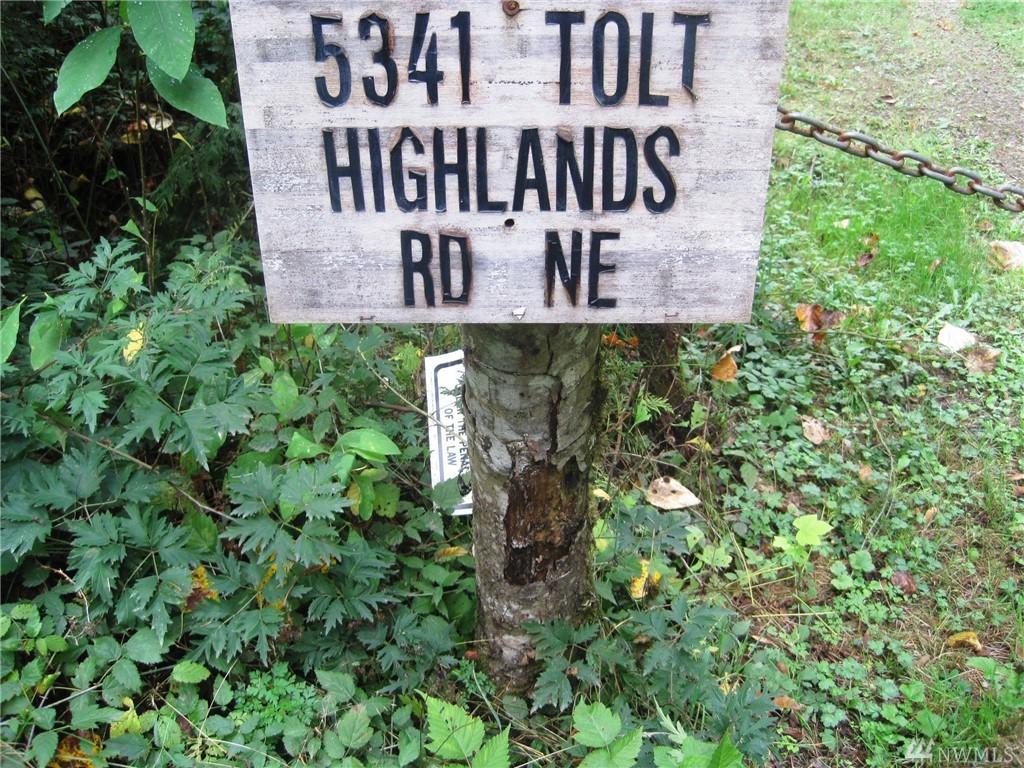 5341 TOLT
HIGHLANDS
RD NE
OF THE LAW
NWMLS